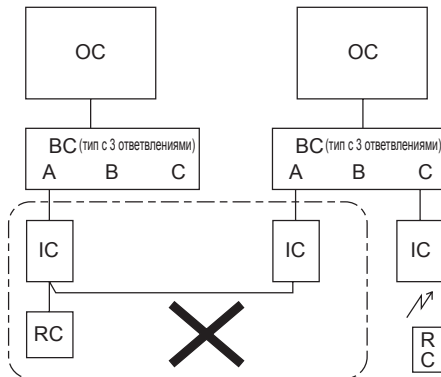 OC OC
BC (тип с 3 ответвлениями) BC (тип с 3 ответвлениями)
A B C A B C
IC IC IC
RC R
C